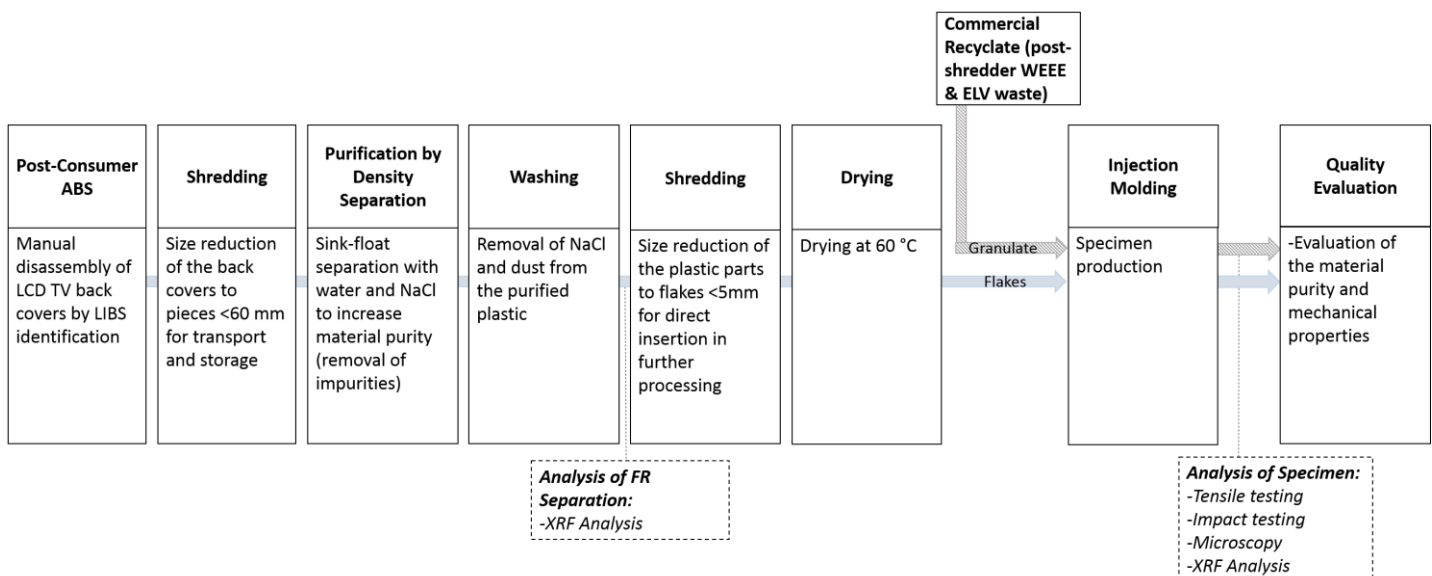 Commercial
Recyclate (post-
shredder WEEE
& ELV waste)
Post-Consumer
ABS
Manual
disassembly of
LCD TV back
covers by LIBS
identification
Shredding
Size reduction
of the back
covers to
pieces <60 mm
for transport
and storage
Purification by
Density
Separation
Sink-float
separation with
water and NaCl
to increase
material purity
(removal of
impurities)
Washing
Removal of NaCl
and dust from
the purified
plastic
Shredding
Size reduction of
the plastic parts
to flakes <5mm
for direct
insertion in
further
processing
Drying
Drying at 60 °C
Granulate
Flakes
Injection
Molding
Specimen
production
Quality
Evaluation
-Evaluation of
the material
purity and
mechanical
properties
Analysis of FR
Separation:
-XRF Analysis
Analysis of Specimen:
-Tensile testing
-Impact testing
-Microscopy
-XRF Analysis